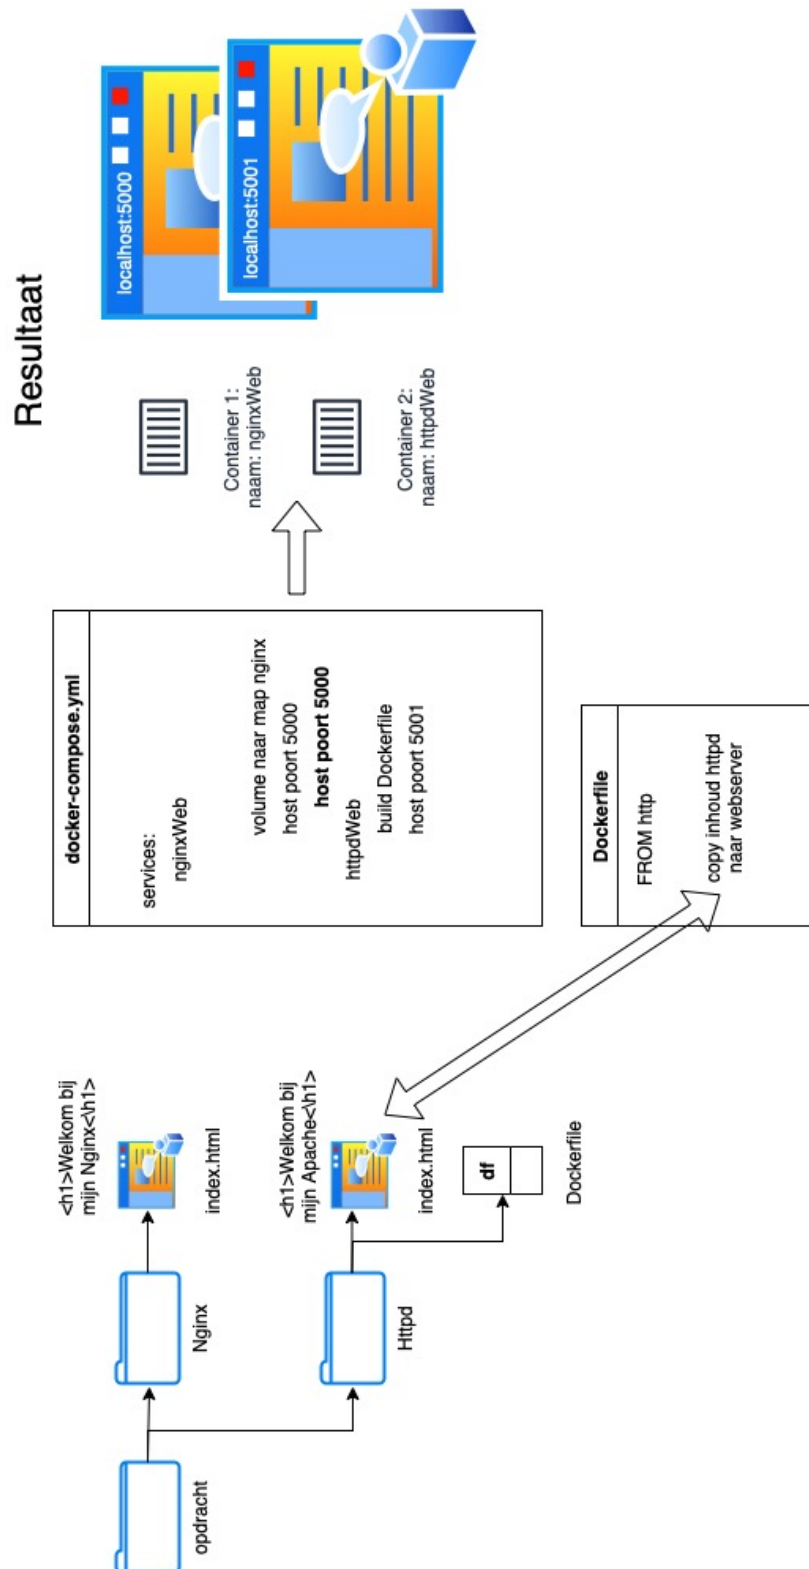 Resultaat
opdracht
Nginx
<h1>Welkom bij
mijn Nginx<\h1>
index.html
Httpd
<h1>Welkom bij
mijn Apache<\h1>
index.html
df
Dockerfile
docker-compose.yml
services:
nginxWeb
volume naar map nginx
host poort 5000
host poort 5000
httpdWeb
build Dockerfile
host poort 5001
Dockerfile
FROM http
copy inhoud httpd
naar webserver
Container 1:
naam: nginxWeb
Container 2:
naam: httpdWeb
localhost:5000
localhost:5001